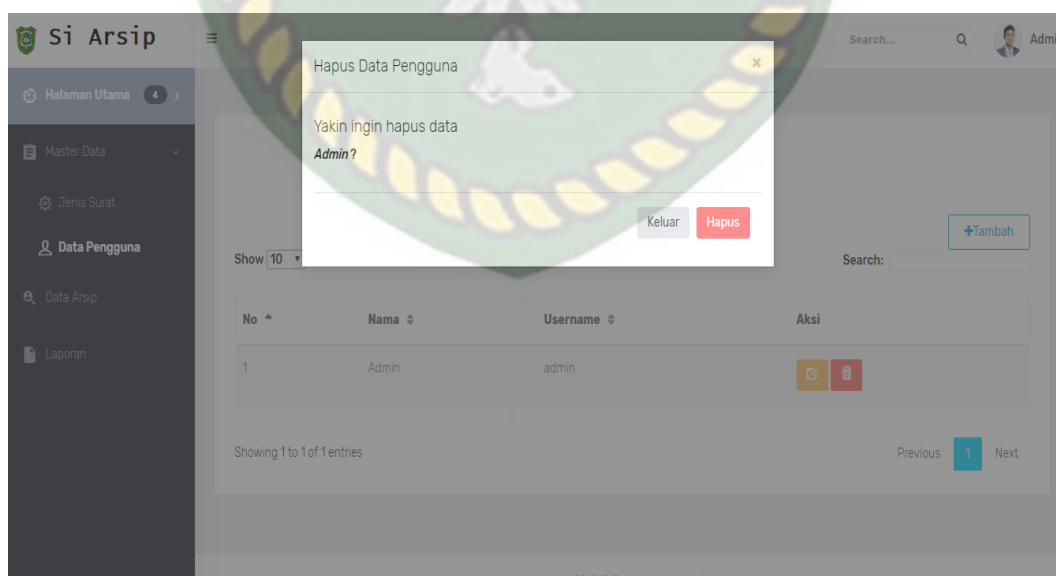 Si Arsip
Search...
Admi
Halaman Utama 4
Master Data
Jenis Surat
Data Pengguna
Data Arsip
Laporan
Hapus Data Pengguna ×
Yakin ingin hapus data
Admin?
Keluar Hapus
+Tambah
Show 10
Search:
No Nama Username Aksi
1 Admin admin
Showing 1 to 1 of 1 entries
Previous 1 Next